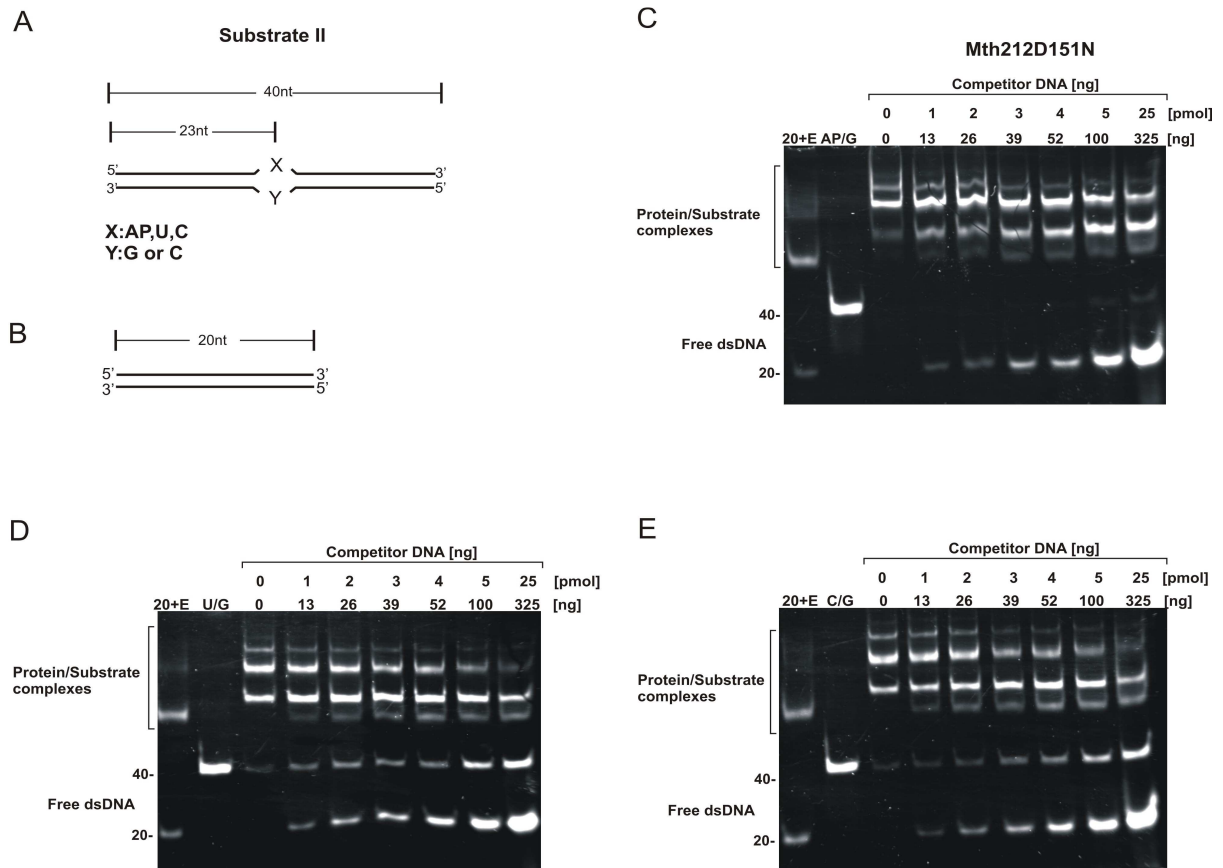 A
Substrate II
40nt
23nt
5' X 3'
3' Y 5'
X:AP,U,C
Y:G or C
B
20nt
5' 3'
3' 5'
C
Mth212D151N
Competitor DNA [ng]
0 1 2 3 4 5 25 [pmol]
20+E AP/G 0 13 26 39 52 100 325 [ng]
Protein/Substrate
complexes
40-
Free dsDNA
20-
D
Competitor DNA [ng]
0 1 2 3 4 5 25 [pmol]
20+E U/G 0 13 26 39 52 100 325 [ng]
Protein/Substrate
complexes
40-
Free dsDNA
20-
E
Competitor DNA [ng]
0 1 2 3 4 5 25 [pmol]
20+E C/G 0 13 26 39 52 100 325 [ng]
Protein/Substrate
complexes
40-
Free dsDNA
20-